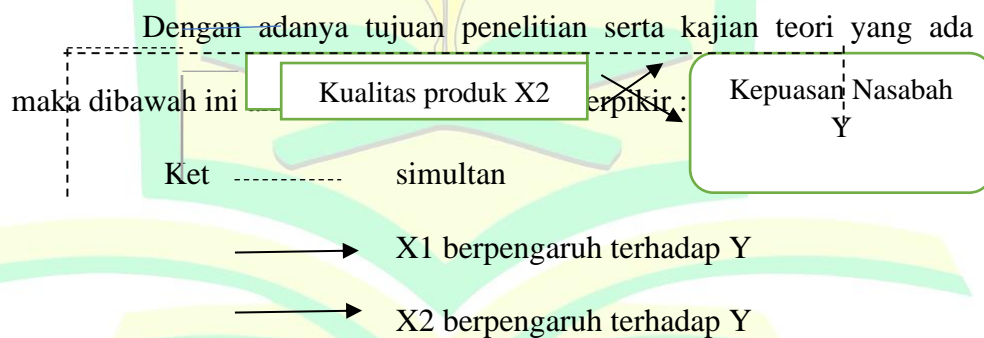 Dengan adanya tujuan penelitian serta kajian teori yang ada
maka dibawah ini erpikir :
Kualitas produk X2
Kepuasan Nasabah
Y
Ket simultan
X1 berpengaruh terhadap Y
X2 berpengaruh terhadap Y